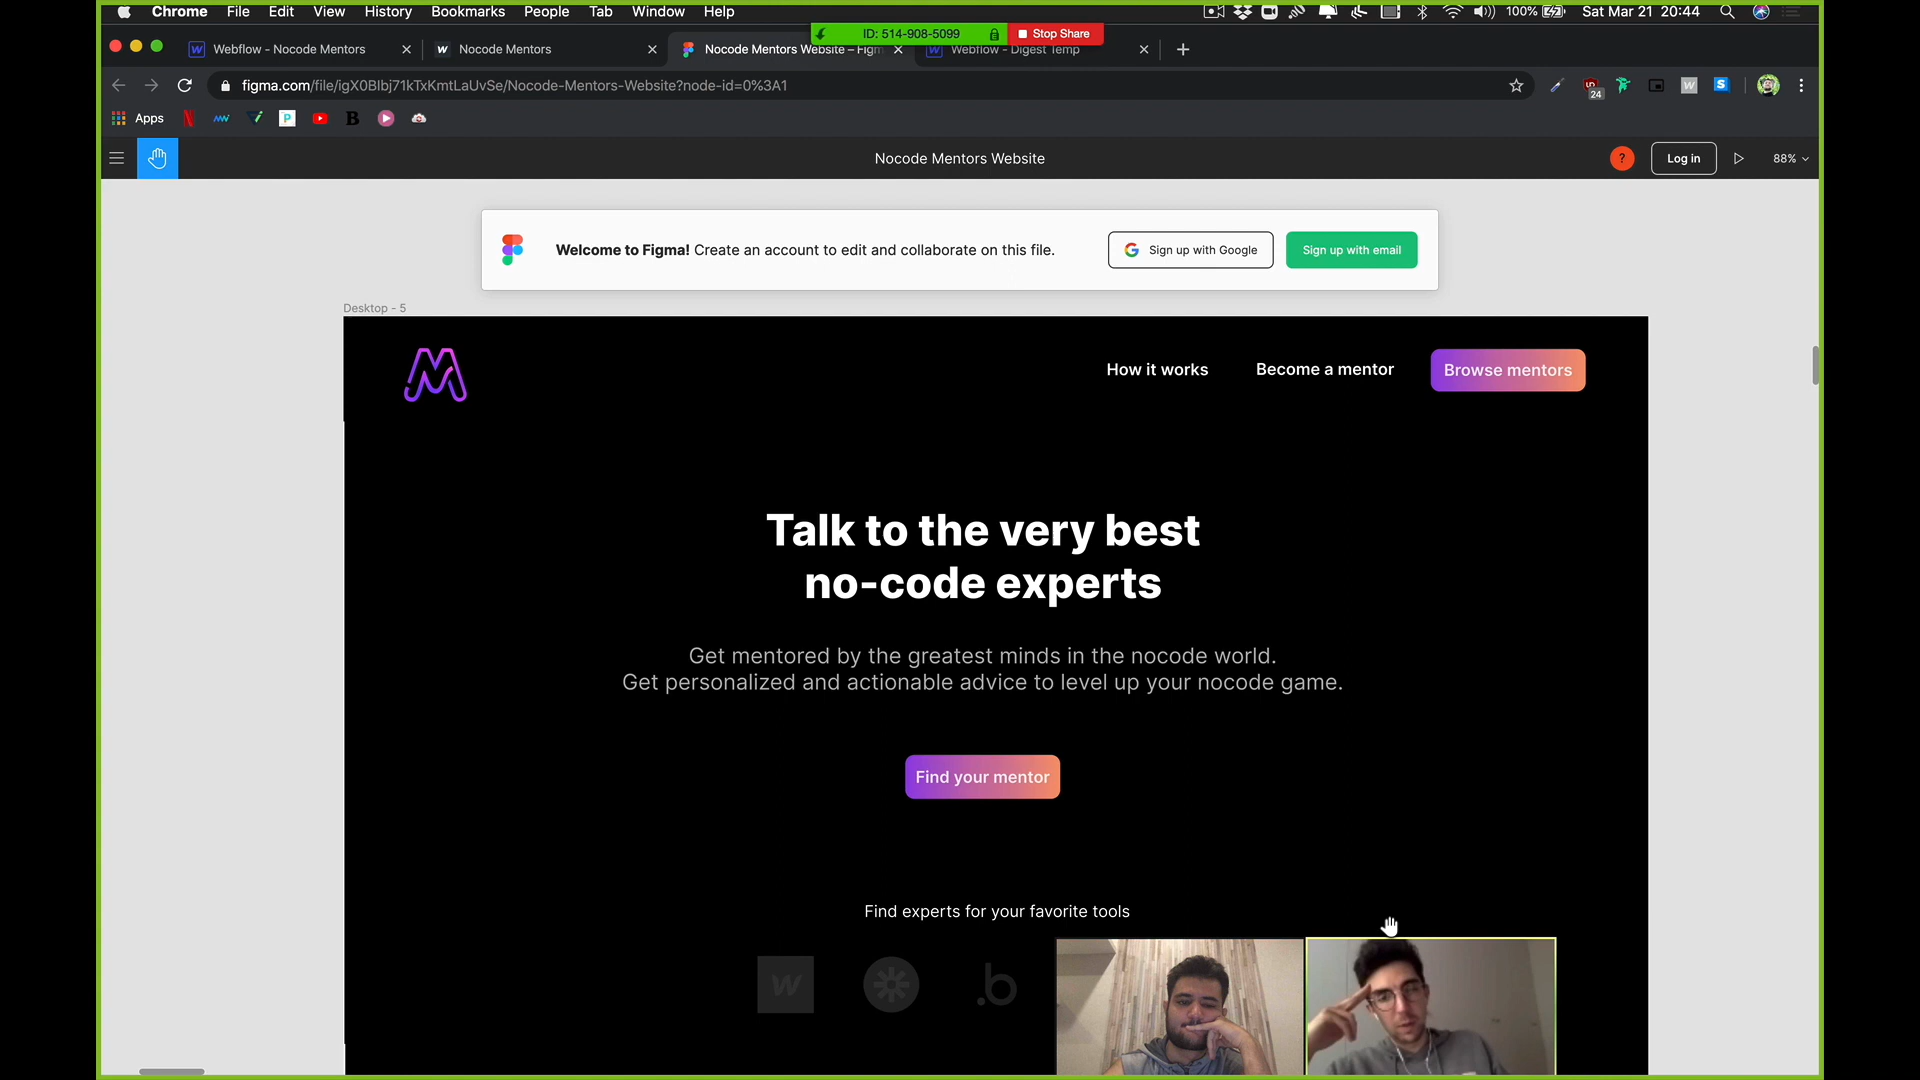 Chrome File Edit View History Bookmarks People Tab Window Help 100% Sat Mar 21 20:44
ID: 514-908-5099 Stop Share
Webflow - Nocode Mentors Nocode Mentors Nocode Mentors Website – Figm Webflow - Digest Temp
figma.com/file/igX0BIbj71kTxKmtLaUvSe/Nocode-Mentors-Website?node-id=0%3A1
24
Apps
Nocode Mentors Website
? Log in 88%
Welcome to Figma! Create an account to edit and collaborate on this file. Sign up with Google Sign up with email
Desktop - 5
How it works Become a mentor Browse mentors
Talk to the very best
no-code experts
Get mentored by the greatest minds in the nocode world.
Get personalized and actionable advice to level up your nocode game.
Find your mentor
Find experts for your favorite tools